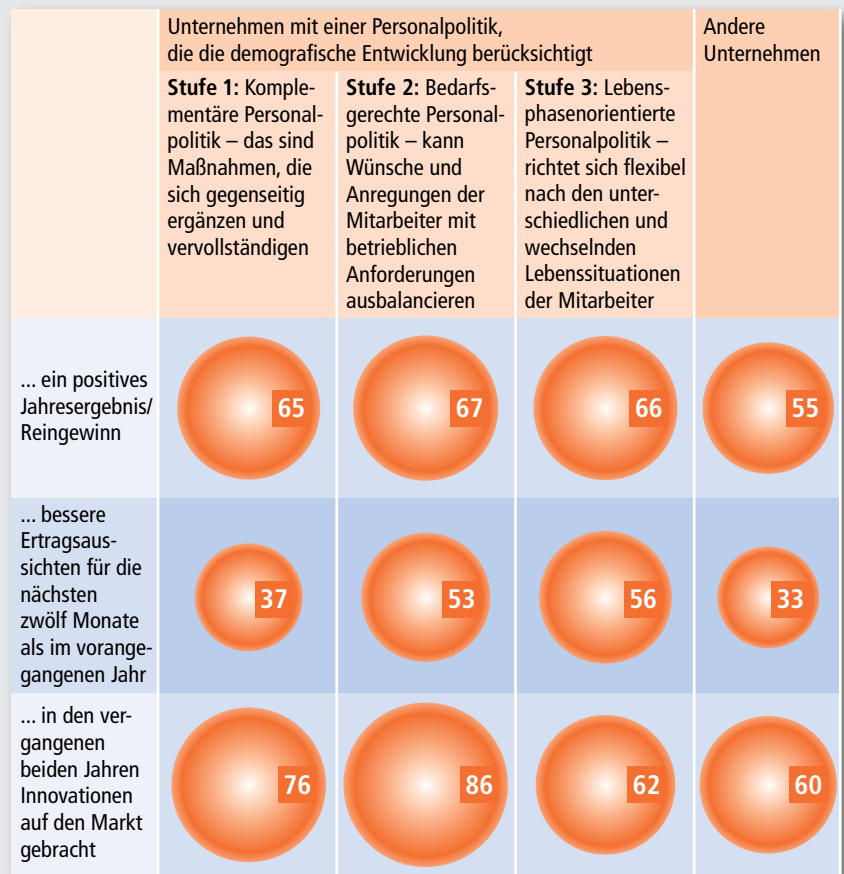 Unternehmen mit einer Personalpolitik,
die die demografische Entwicklung berücksichtigt
Andere
Unternehmen
Stufe 1: Komple-
mentäre Personal-
politik – das sind
Maßnahmen, die
sich gegenseitig
ergänzen und
vervollständigen
Stufe 2: Bedarfs-
gerechte Personal-
politik – kann
Wünsche und
Anregungen der
Mitarbeiter mit
betrieblichen
Anforderungen
ausbalancieren
Stufe 3: Lebens-
phasenorientierte
Personalpolitik –
richtet sich flexibel
nach den unter-
schiedlichen und
wechselnden
Lebenssituationen
der Mitarbeiter
... ein positives
Jahresergebnis/
Reingewinn
65
67
66
55
... bessere
Ertragsaus-
sichten für die
nächsten
zwölf Monate
als im vorange-
gangenen Jahr
37
53
56
33
... in den ver-
gangenen
beiden Jahren
Innovationen
auf den Markt
gebracht
76
86
62
60